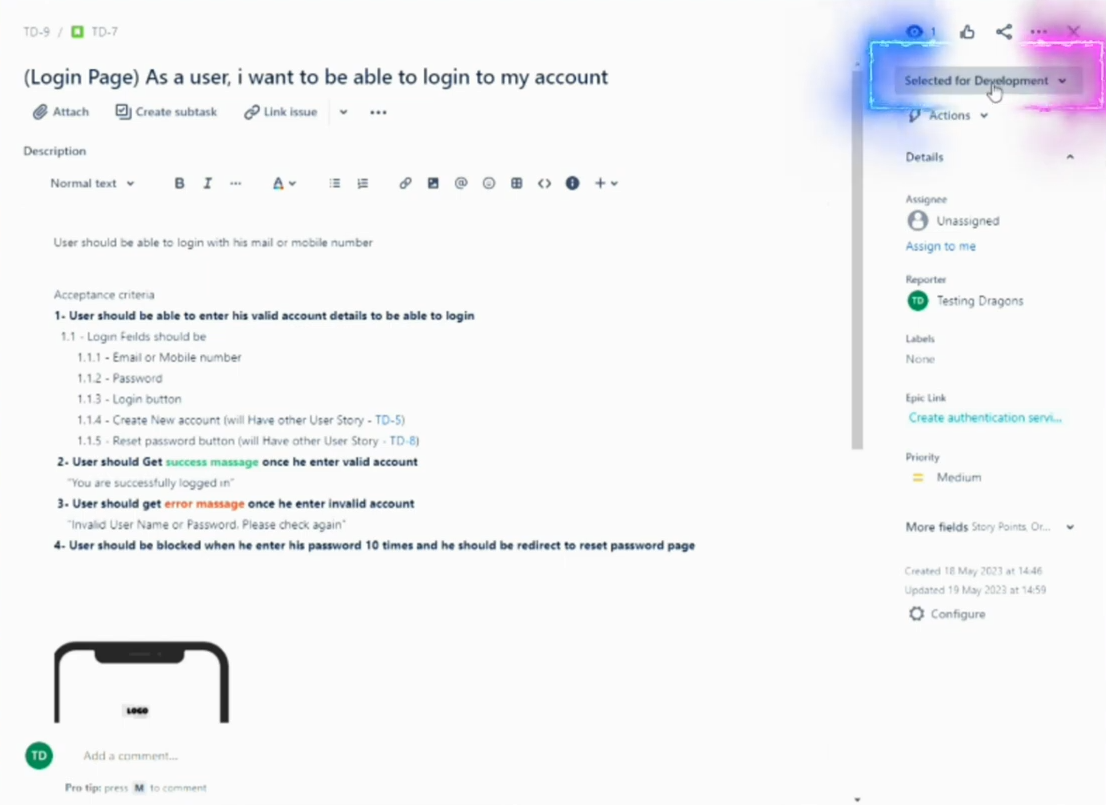 TD-9 / TD-7
1
(Login Page) As a user, i want to be able to login to my account
Selected for Development
Attach Create subtask Link issue
Actions
Description
Details
Normal text B I A
Assignee
Unassigned
Assign to me
User should be able to login with his mail or mobile number
Reporter
TD Testing Dragons
Acceptance criteria
1- User should be able to enter his valid account details to be able to login
1.1 - Login Feilds should be
1.1.1 - Email or Mobile number
1.1.2 - Password
1.1.3 - Login button
1.1.4 - Create New account (will Have other User Story - TD-5)
1.1.5 - Reset password button (will Have other User Story - TD-8)
2- User should Get success massage once he enter valid account
"You are successfully logged in"
3- User should get error massage once he enter invalid account
"Invalid User Name or Password. Please check again"
4- User should be blocked when he enter his password 10 times and he should be redirect to reset password page
Labels
None
Epic Link
Create authentication servi...
Priority
Medium
More fields Story Points, Or...
Created 18 May 2023 at 14:46
Updated 19 May 2023 at 14:59
Configure
LOGO
TD Add a comment...
Pro tip: press M to comment